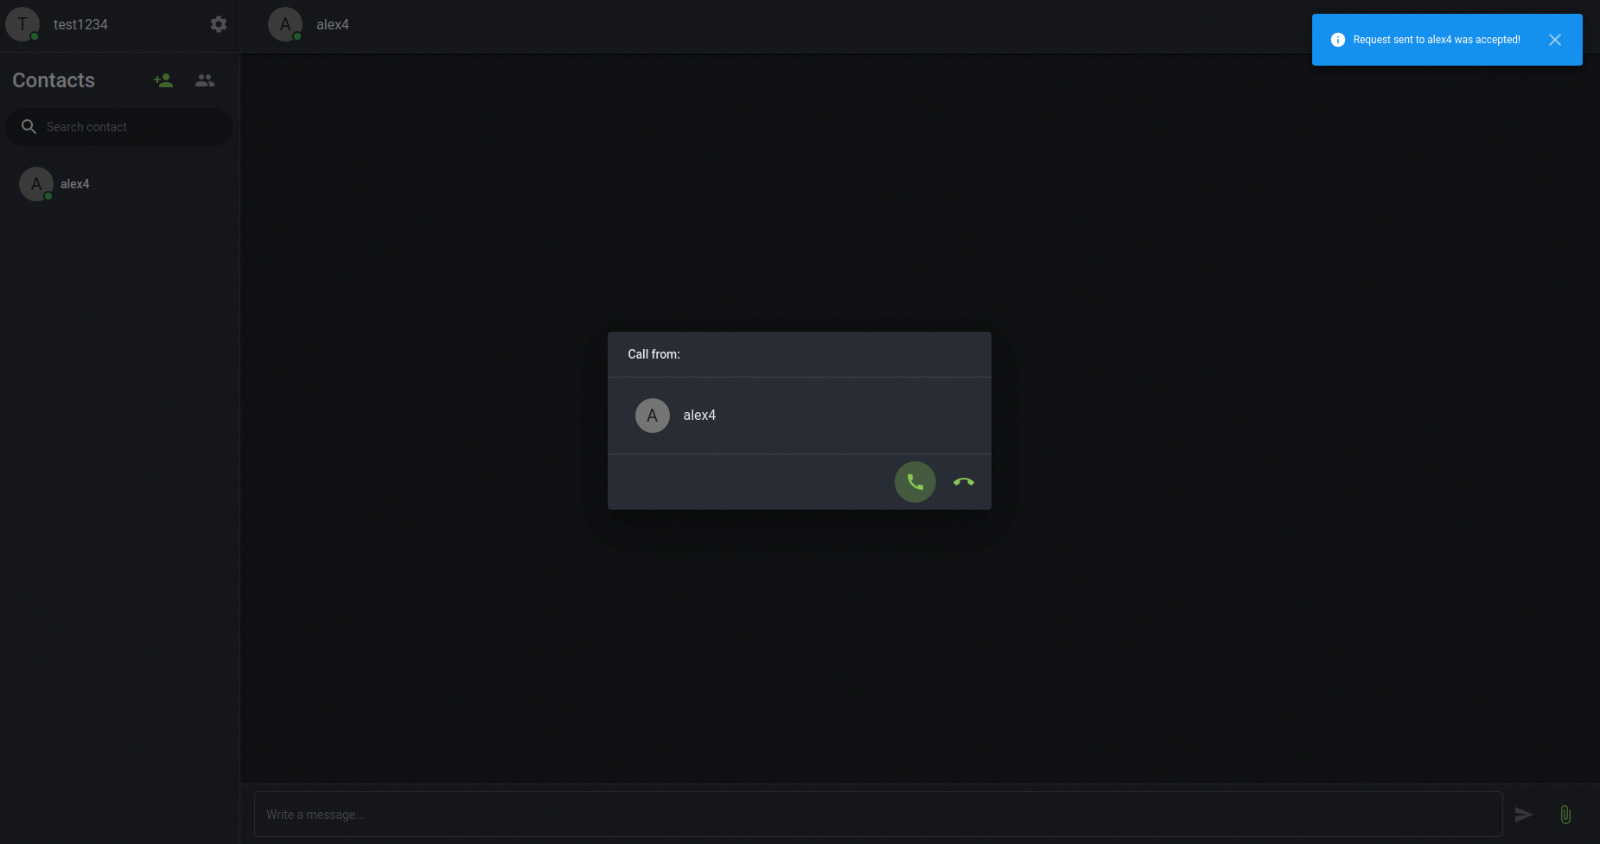 T test1234
A alex4
Request sent to alex4 was accepted!
Contacts
Search contact
A alex4
Call from:
A alex4
Write a message...